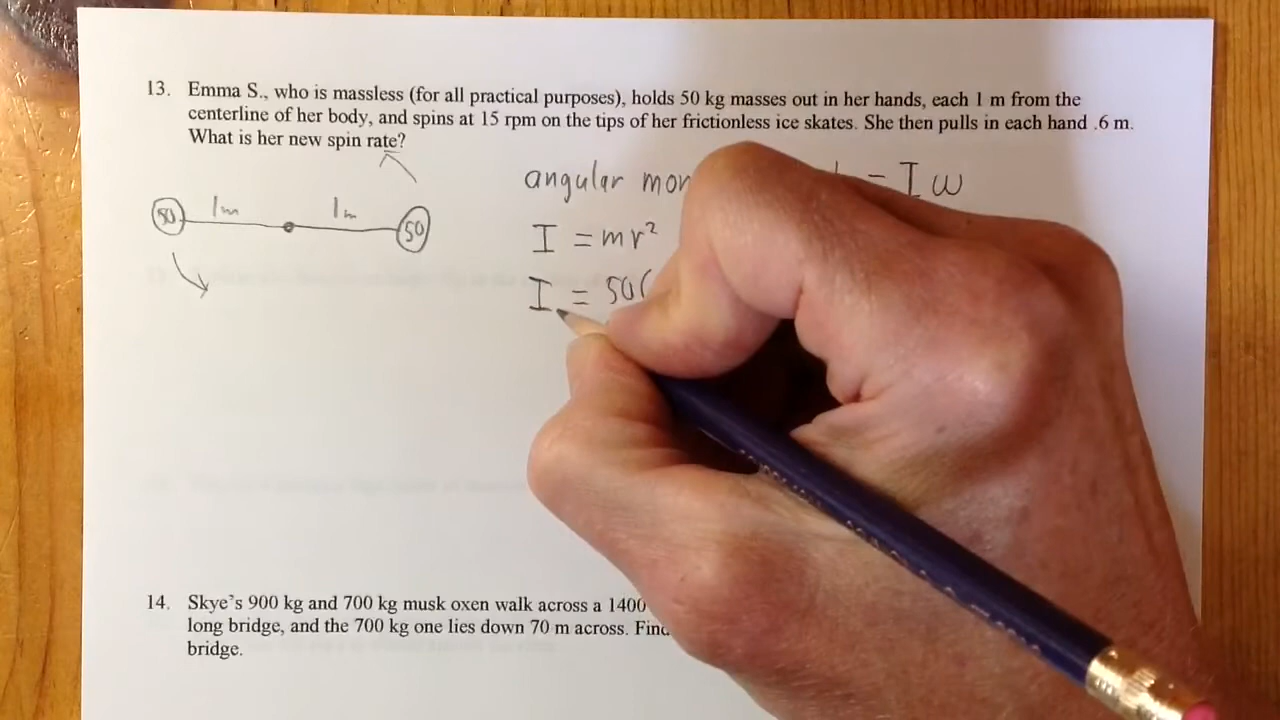 13. Emma S., who is massless (for all practical purposes), holds 50 kg masses out in her hands, each 1 m from the
centerline of her body, and spins at 15 rpm on the tips of her frictionless ice skates. She then pulls in each hand .6 m.
What is her new spin rate?
angular = I ω
1m 1m
50 50
I = mr²
I = 50(
14. Skye's 900 kg and 700 kg musk oxen walk across a 1400
long bridge, and the 700 kg one lies down 70 m across.
bridge.